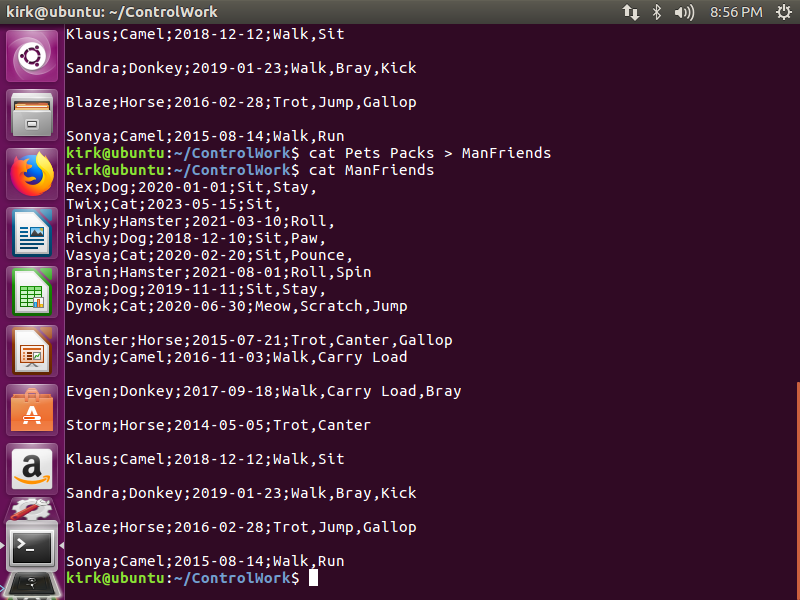 kirk@ubuntu: ~/ControlWork
8:56 PM
Klaus;Camel;2018-12-12;Walk,Sit
Sandra;Donkey;2019-01-23;Walk,Bray,Kick
Blaze;Horse;2016-02-28;Trot,Jump,Gallop
Sonya;Camel;2015-08-14;Walk,Run
kirk@ubuntu:~/ControlWork$ cat Pets Packs > ManFriends
kirk@ubuntu:~/ControlWork$ cat ManFriends
Rex;Dog;2020-01-01;Sit,Stay,
Twix;Cat;2023-05-15;Sit,
Pinky;Hamster;2021-03-10;Roll,
Richy;Dog;2018-12-10;Sit,Paw,
Vasya;Cat;2020-02-20;Sit,Pounce,
Brain;Hamster;2021-08-01;Roll,Spin
Roza;Dog;2019-11-11;Sit,Stay,
Dymok;Cat;2020-06-30;Meow,Scratch,Jump
Monster;Horse;2015-07-21;Trot,Canter,Gallop
Sandy;Camel;2016-11-03;Walk,Carry Load
Evgen;Donkey;2017-09-18;Walk,Carry Load,Bray
Storm;Horse;2014-05-05;Trot,Canter
Klaus;Camel;2018-12-12;Walk,Sit
Sandra;Donkey;2019-01-23;Walk,Bray,Kick
Blaze;Horse;2016-02-28;Trot,Jump,Gallop
Sonya;Camel;2015-08-14;Walk,Run
kirk@ubuntu:~/ControlWork$